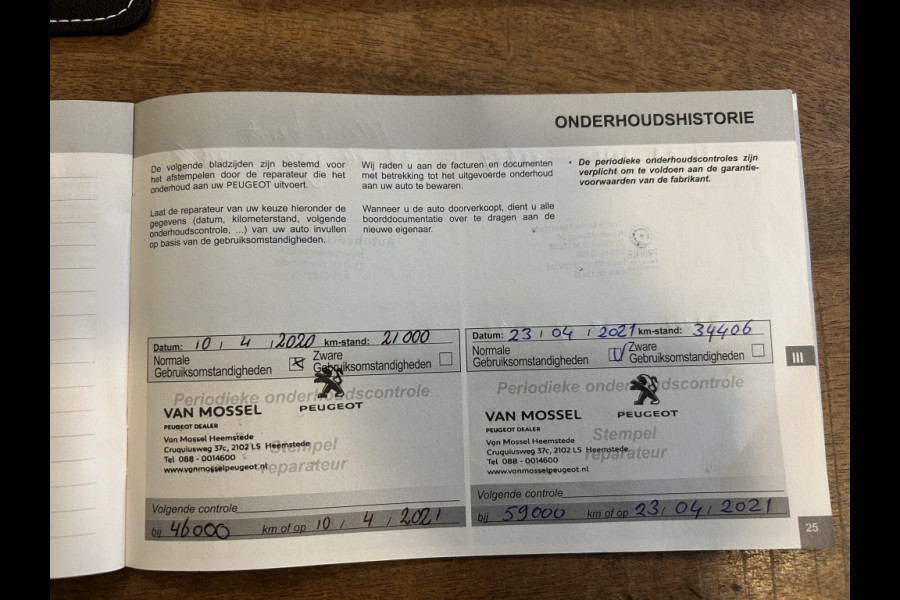 ONDERHOUDSHISTORIE
De volgende bladzijden zijn bestemd voor
het afstempelen door de reparateur die het
onderhoud aan uw PEUGEOT uitvoert.
Laat de reparateur van uw keuze hieronder de
gegevens (datum, kilometerstand, volgende
onderhoudscontrole, ...) van uw auto invullen
op basis van de gebruiksomstandigheden.
Wij raden u aan de facturen en documenten
met betrekking tot het uitgevoerde onderhoud
aan uw auto te bewaren.
Wanneer u de auto doorverkoopt, dient u alle
boorddocumentatie over te dragen aan de
nieuwe eigenaar.
• De periodieke onderhoudscontroles zijn
verplicht om te voldoen aan de garantie-
voorwaarden van de fabrikant.
Datum: 10 / 4 / 2020 km-stand: 21000
Normale
Gebruiksomstandigheden
Zware
Gebruiksomstandigheden
Periodieke onderhoudscontrole
VAN MOSSEL
PEUGEOT
PEUGEOT DEALER
Van Mossel Heemstede
Cruquiusweg 37c, 2102 LS Heemstede
Tel 088 - 0014600
www.vanmosselpeugeot.nl
Stempel
reparateur
Volgende controle
bij 46000 km of op 10 / 4 / 2021
Datum: 23 / 04 / 2021 km-stand: 34406
Normale
Gebruiksomstandigheden
Zware
Gebruiksomstandigheden
Periodieke onderhoudscontrole
VAN MOSSEL
PEUGEOT
PEUGEOT DEALER
Van Mossel Heemstede
Cruquiusweg 37c, 2102 LS Heemstede
Tel 088 - 0014600
www.vanmosselpeugeot.nl
Stempel
reparateur
Volgende controle
bij 59000 km of op 23 / 04 / 2021
III
25